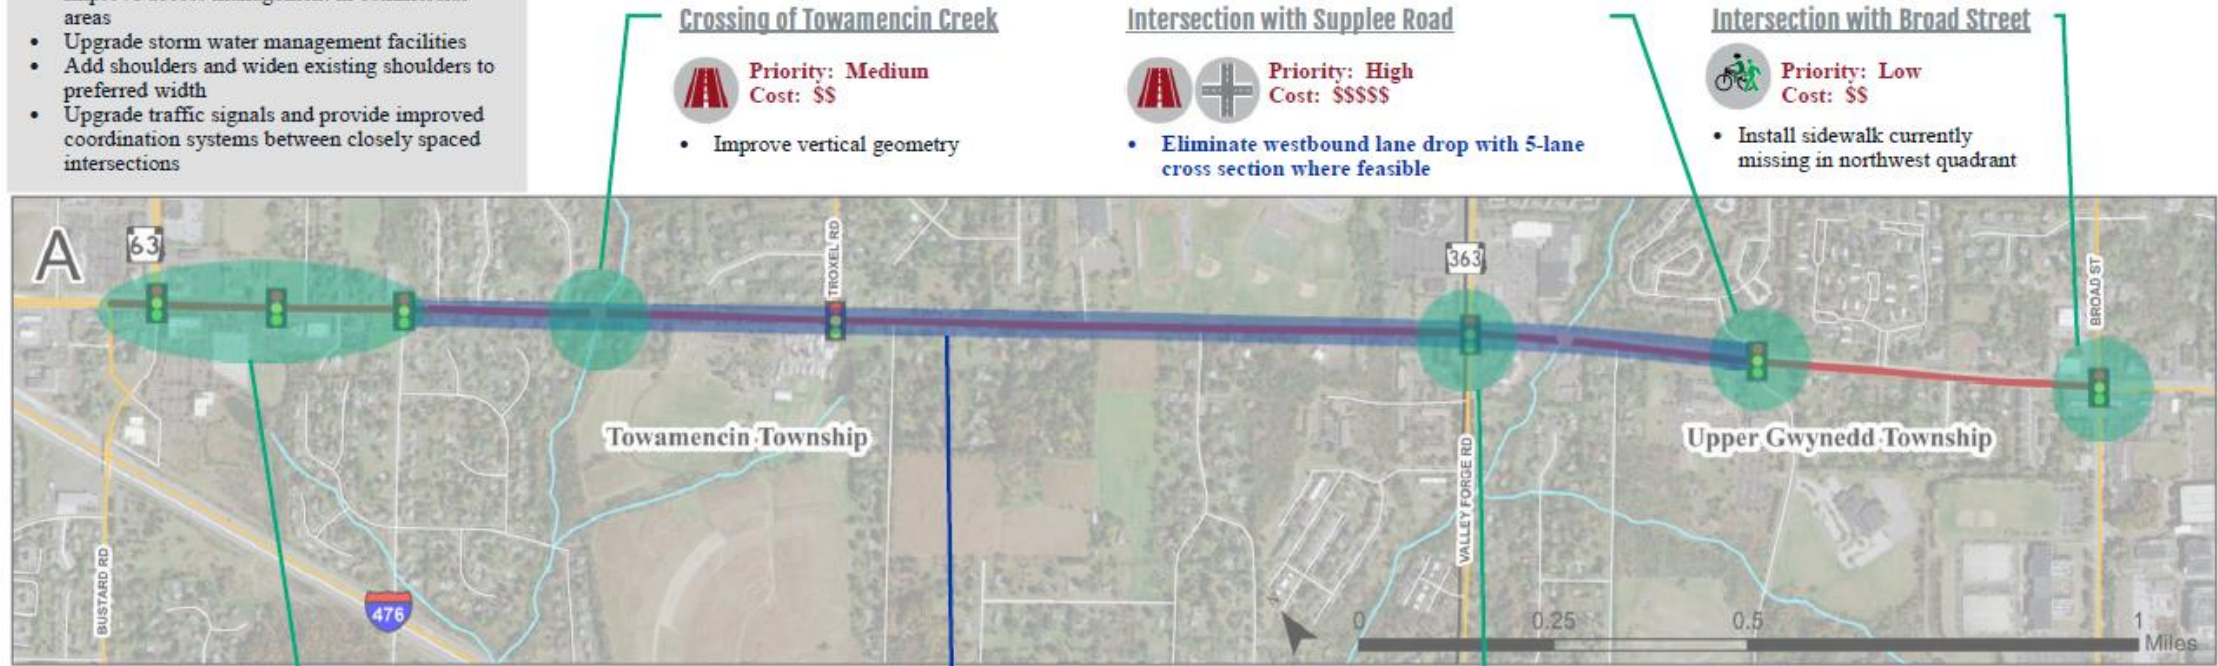 areas
• Upgrade storm water management facilities
• Add shoulders and widen existing shoulders to
preferred width
• Upgrade traffic signals and provide improved
coordination systems between closely spaced
intersections
Crossing of Towamencin Creek
Priority: Medium
Cost: $$
• Improve vertical geometry
Intersection with Supplee Road
Priority: High
Cost: $$$$$
• Eliminate westbound lane drop with 5-lane
cross section where feasible
Intersection with Broad Street
Priority: Low
Cost: $$
• Install sidewalk currently
missing in northwest quadrant
A
63
TROXEL RD
363
BROAD ST
Towamencin Township
Upper Gwynedd Township
VALLEY FORGE RD
BUSTARD RD
476
0 0.25 0.5 1
Miles